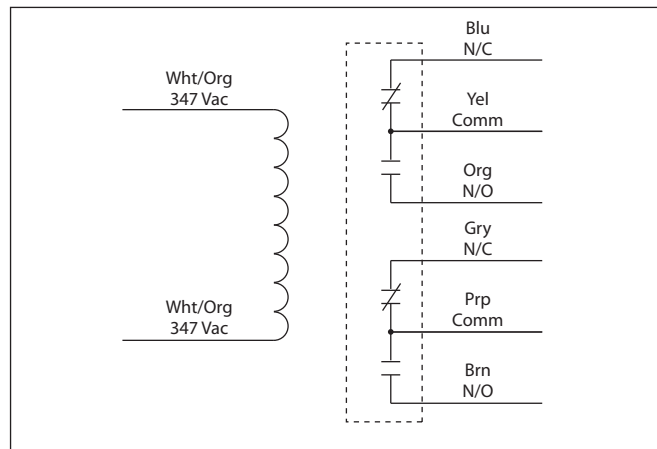 Wht/Org
347 Vac
Wht/Org
347 Vac
Blu
N/C
Yel
Comm
Org
N/O
Gry
N/C
Prp
Comm
Brn
N/O